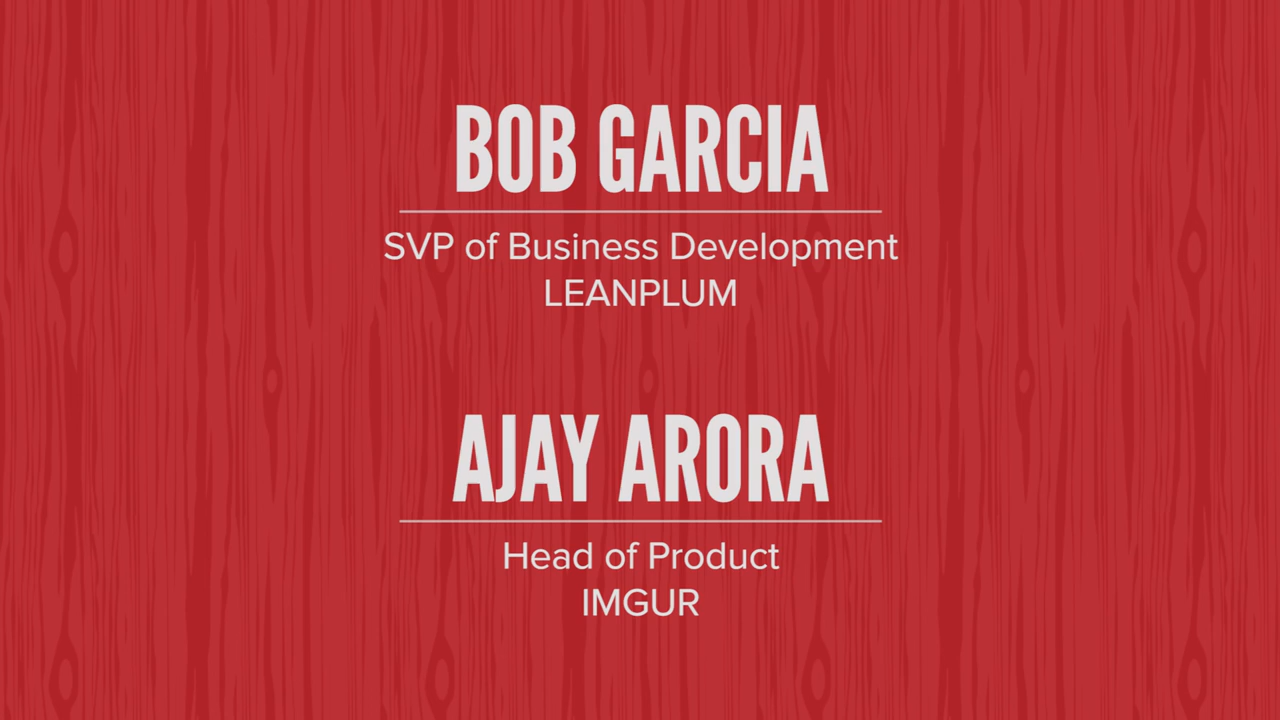 BOB GARCIA
SVP of Business Development
LEANPLUM
AJAY ARORA
Head of Product
IMGUR